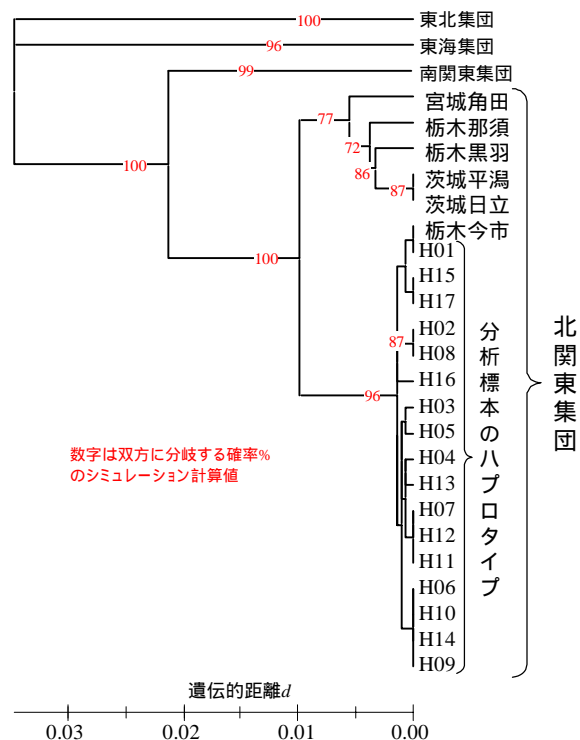 100
東北集団
96
東海集団
99
南関東集団
宮城角田
77
栃木那須
72
栃木黒羽
86
茨城平潟
100
87
茨城日立
栃木今市
H01
100
H15
H17
H02
87
H08
H16
96
H03
H05
H04
H13
H07
H12
H11
H06
H10
H14
H09
分析標本のハプロタイプ
北関東集団
数字は双方に分岐する確率%
のシミュレーション計算値
遺伝的距離d
0.03
0.02
0.01
0.00